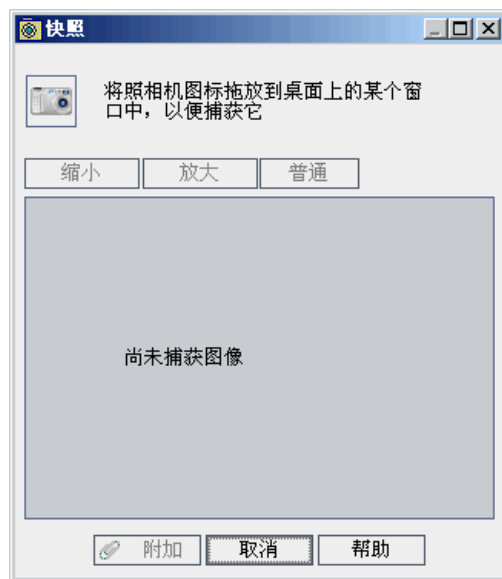 快照
将照相机图标拖放到桌面上的某个窗
口中，以便捕获它
缩小 放大 普通
尚未捕获图像
附加 取消 帮助